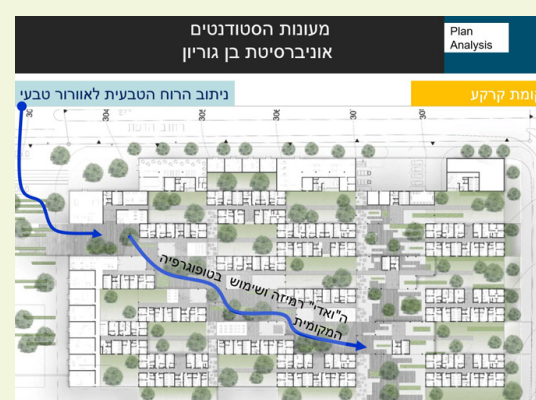 מעונות הסטודנטים
אוניברסיטת בן גוריון
Plan
Analysis
ניתוב הרוח הטבעית לאוורור טבעי
קומת קרקע
ה"ואדי" רמיזה ושימוש בטופוגרפיה
המקומית